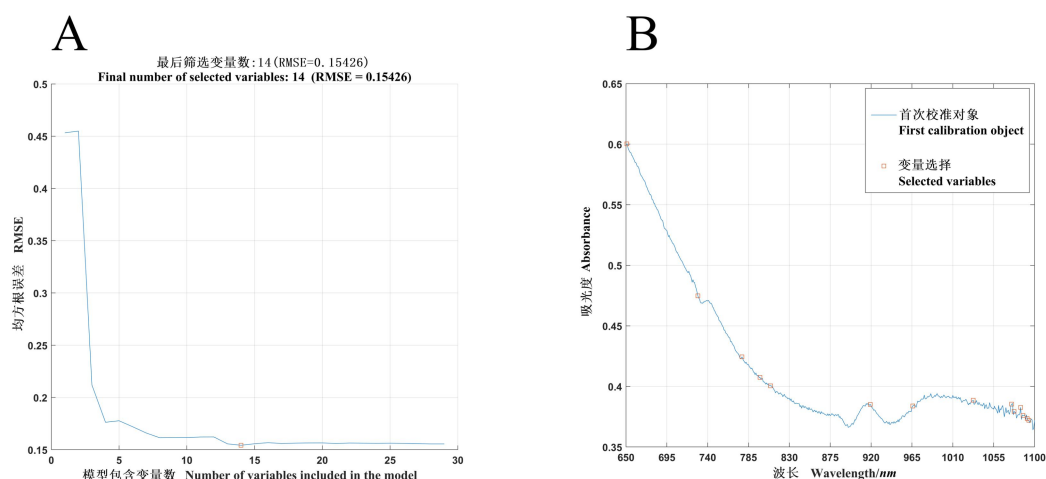 A
最后筛选变量数:14(RMSE=0.15426)
Final number of selected variables: 14 (RMSE = 0.15426)
0.5
0.45
0.4
0.35
0.3
0.25
0.2
0.15
均方根误差 RMSE
0 5 10 15 20 25 30
模型包含变量数 Number of variables included in the model
B
首次校准对象
First calibration object
变量选择
Selected variables
0.65
0.6
0.55
0.5
0.45
0.4
0.35
吸光度 Absorbance
650 695 740 785 830 875 920 965 1010 1055 1100
波长 Wavelength/nm